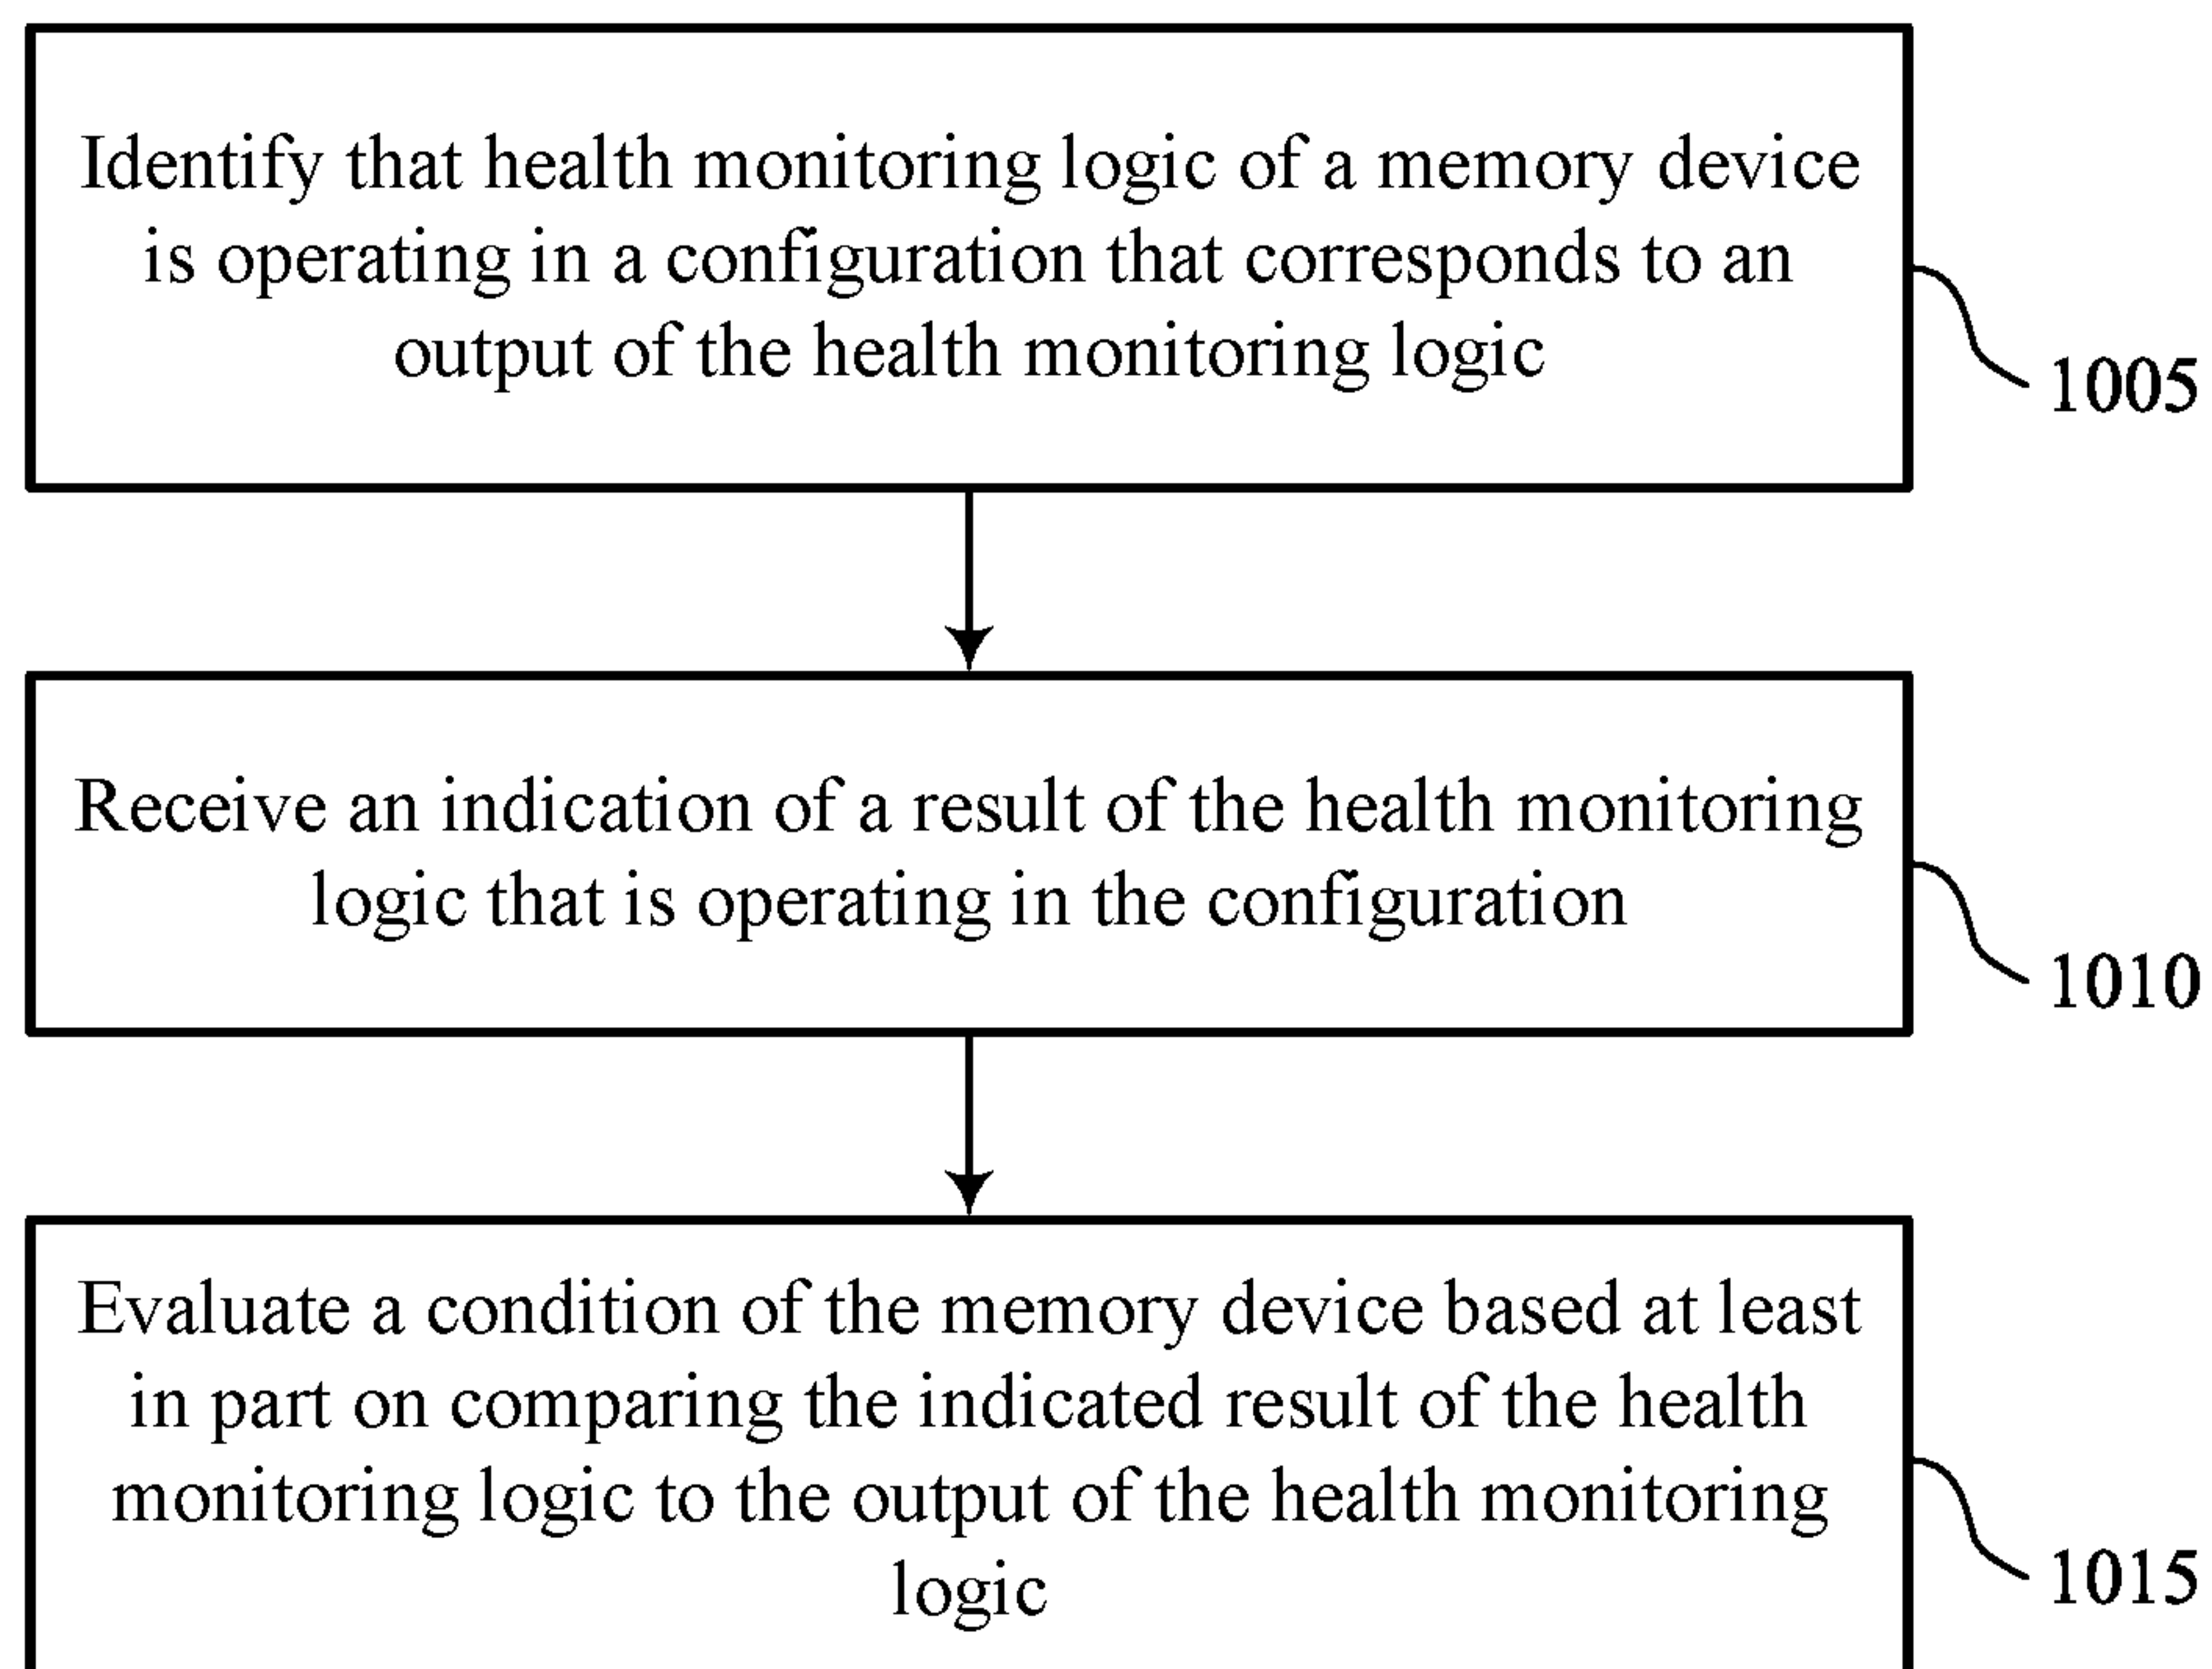 Identify that health monitoring logic of a memory device
is operating in a configuration that corresponds to an
output of the health monitoring logic
1005
Receive an indication of a result of the health monitoring
logic that is operating in the configuration
1010
Evaluate a condition of the memory device based at least
in part on comparing the indicated result of the health
monitoring logic to the output of the health monitoring
logic
1015